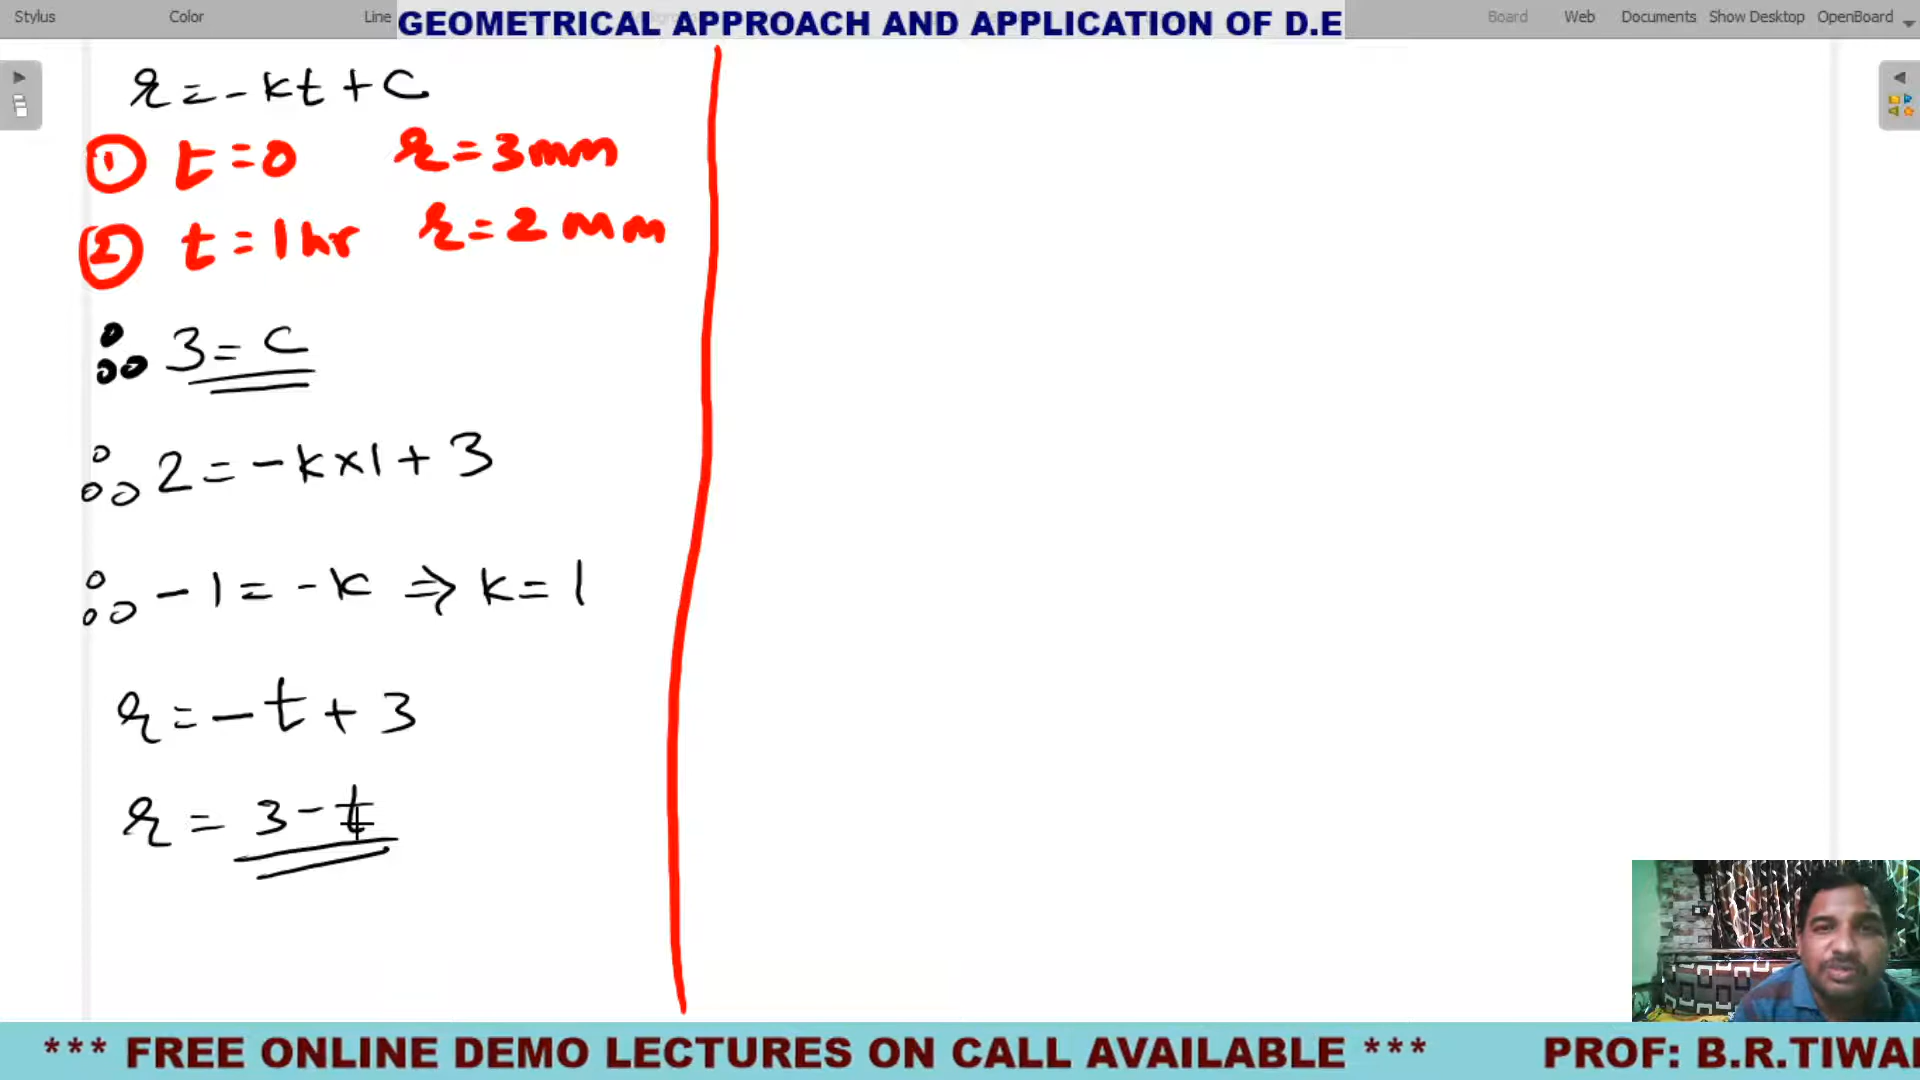 Stylus Color Line Board Web Documents Show Desktop OpenBoard
GEOMETRICAL APPROACH AND APPLICATION OF D.E
r = -kt + c
① t = 0 r = 3mm
② t = 1hr r = 2mm
∴ 3 = c
∴ 2 = -k×1 + 3
∴ -1 = -k ⇒ k = 1
r = -t + 3
r = 3 - t
*** FREE ONLINE DEMO LECTURES ON CALL AVAILABLE *** PROF: B.R.TIWA